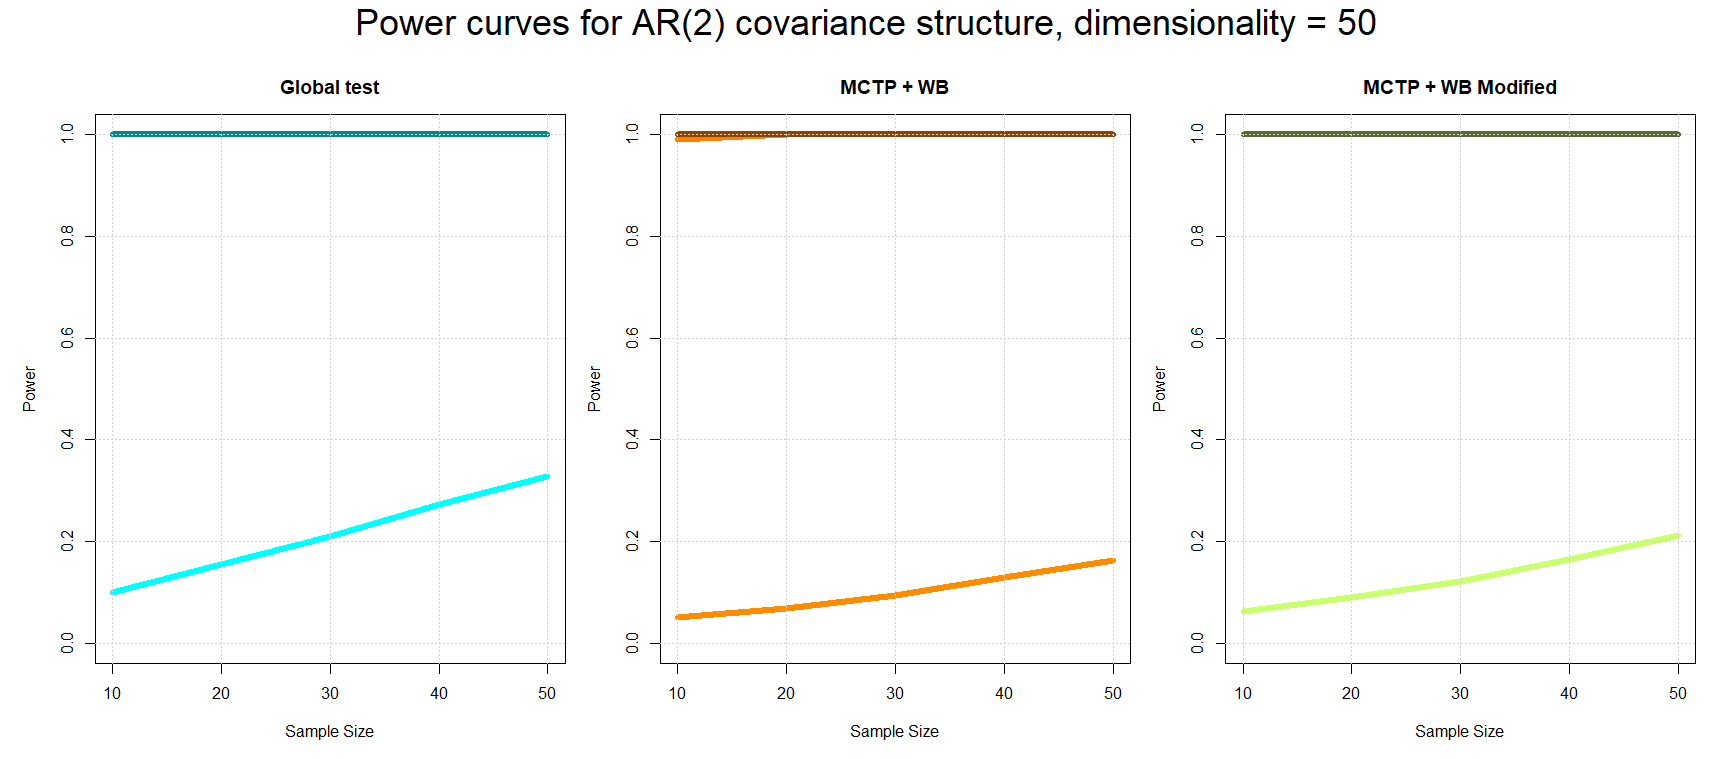 Power curves for AR(2) covariance structure, dimensionality = 50
Global test
Power
1.0
0.8
0.6
0.4
0.2
0.0
10 20 30 40 50
Sample Size
MCTP + WB
Power
1.0
0.8
0.6
0.4
0.2
0.0
10 20 30 40 50
Sample Size
MCTP + WB Modified
Power
1.0
0.8
0.6
0.4
0.2
0.0
10 20 30 40 50
Sample Size